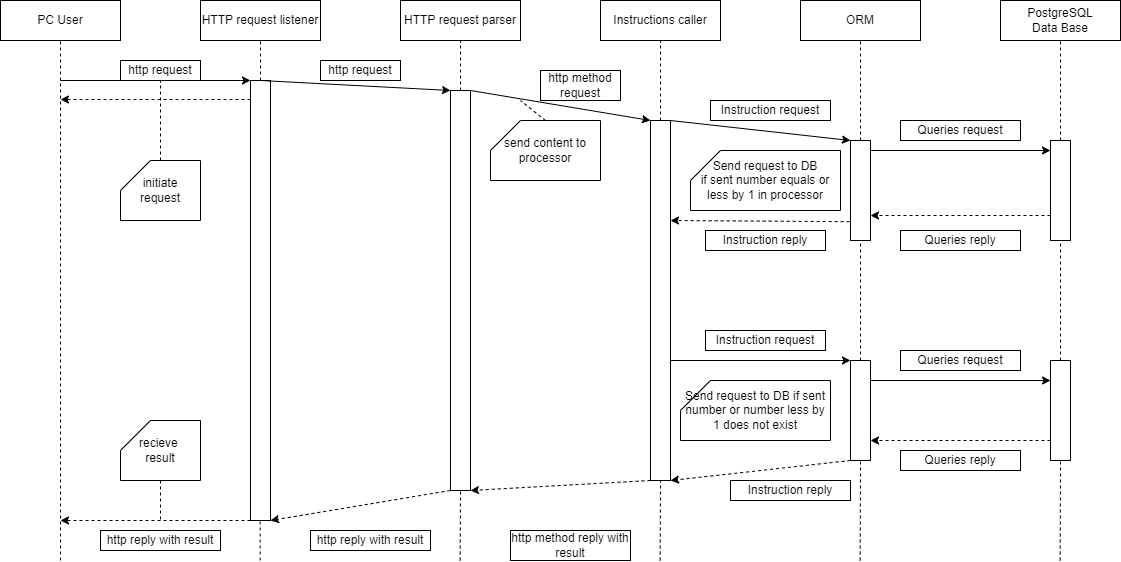 PC User
HTTP request listener
HTTP request parser
Instructions caller
ORM
PostgreSQL
Data Base
http request
http request
http method
request
Instruction request
Queries request
send content to
processor
Send request to DB
if sent number equals or
less by 1 in processor
initiate
request
Instruction reply
Queries reply
Instruction request
Queries request
Send request to DB if sent
number or number less by
1 does not exist
recieve
result
Queries reply
Instruction reply
http reply with result
http reply with result
http method reply with
result